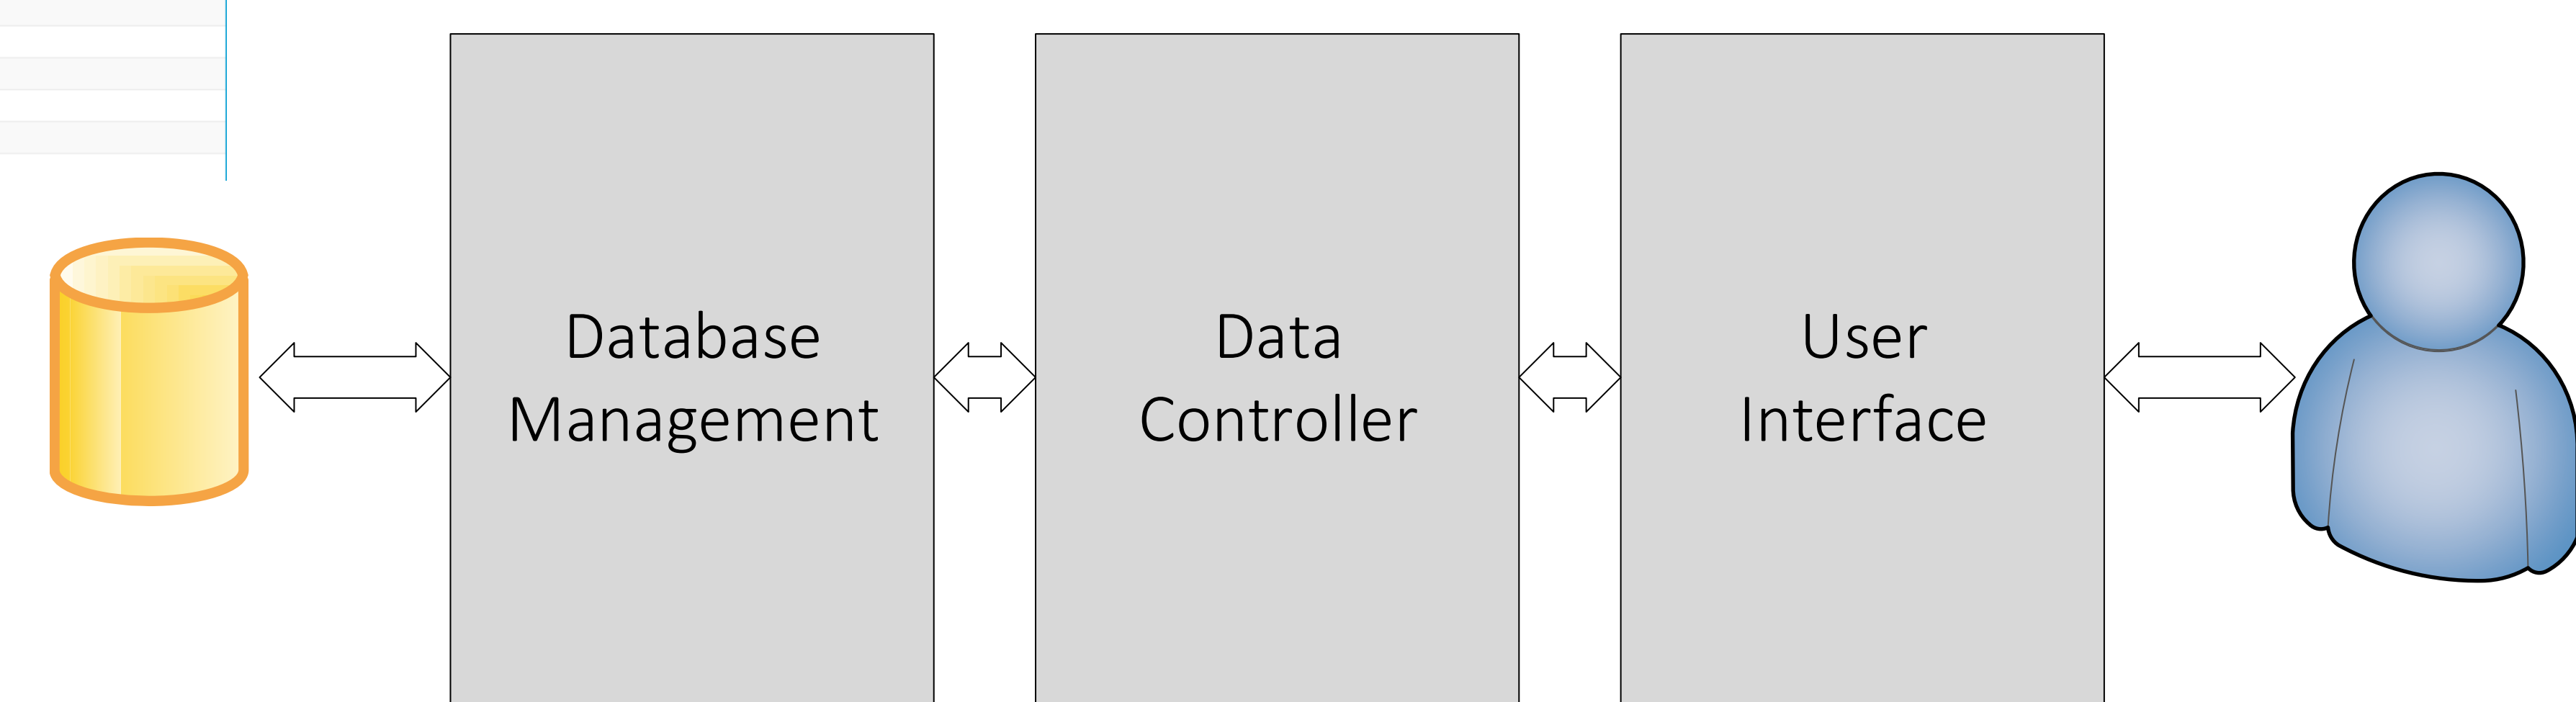 Database
Management
Data
Controller
User
Interface